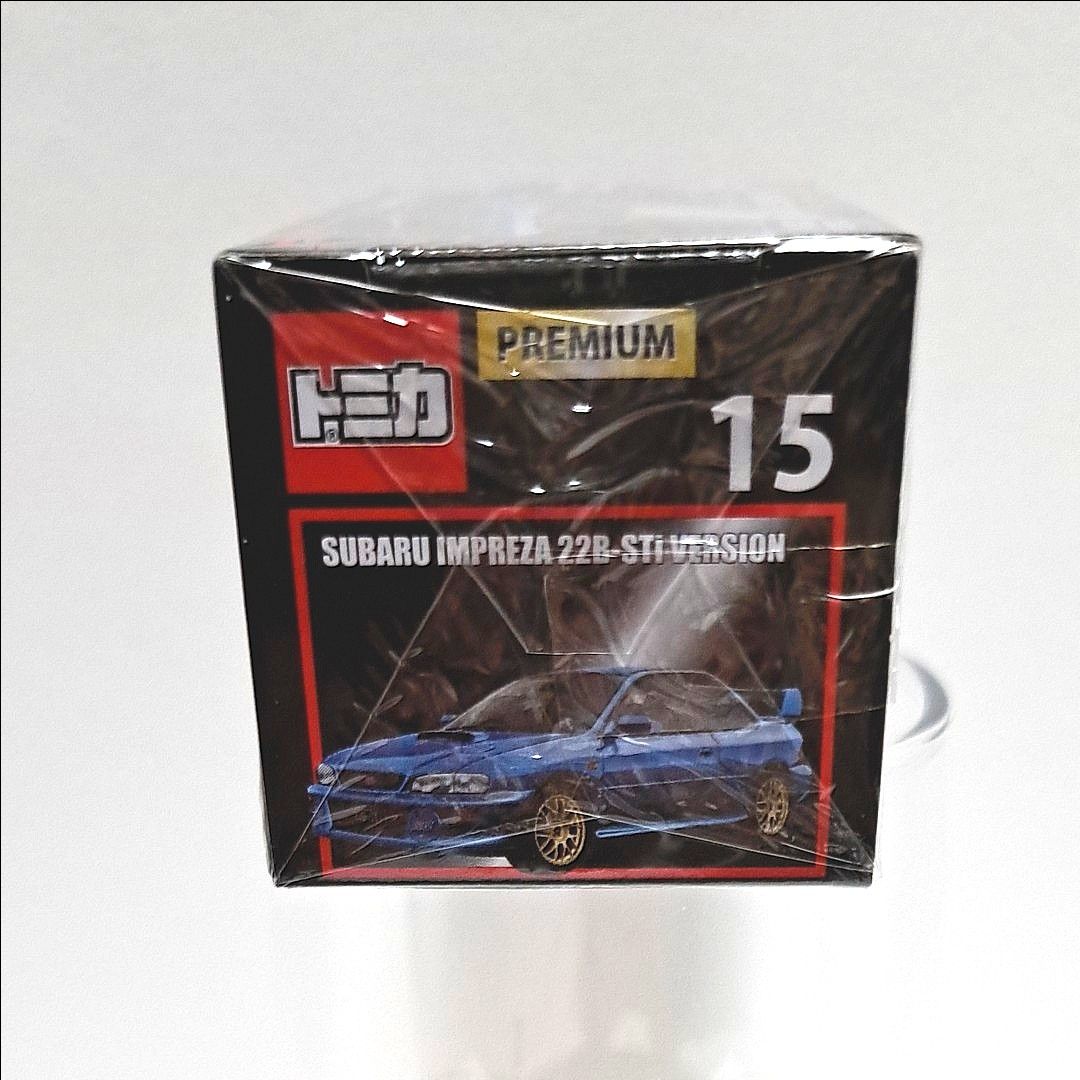 トミカ
PREMIUM
15
SUBARU IMPREZA 22B-STi VERSION